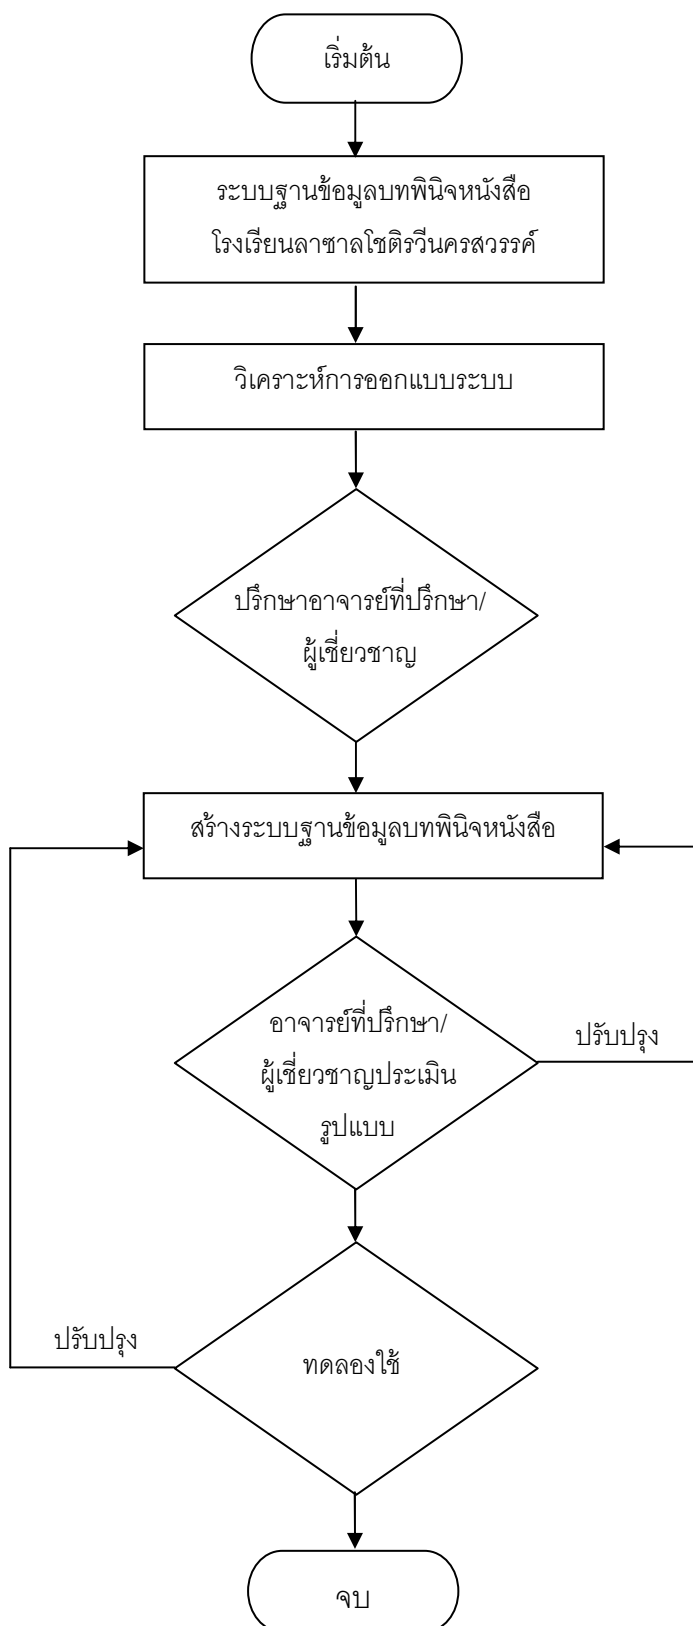 เริ่มต้น
ระบบฐานข้อมูลบทพินิจหนังสือ
โรงเรียนลาซาลโชติรวีนครสวรรค์
วิเคราะห์การออกแบบระบบ
ปรึกษาอาจารย์ที่ปรึกษา/
ผู้เชี่ยวชาญ
สร้างระบบฐานข้อมูลบทพินิจหนังสือ
อาจารย์ที่ปรึกษา/
ผู้เชี่ยวชาญประเมิน
รูปแบบ
ปรับปรุง
ปรับปรุง
ทดลองใช้
จบ